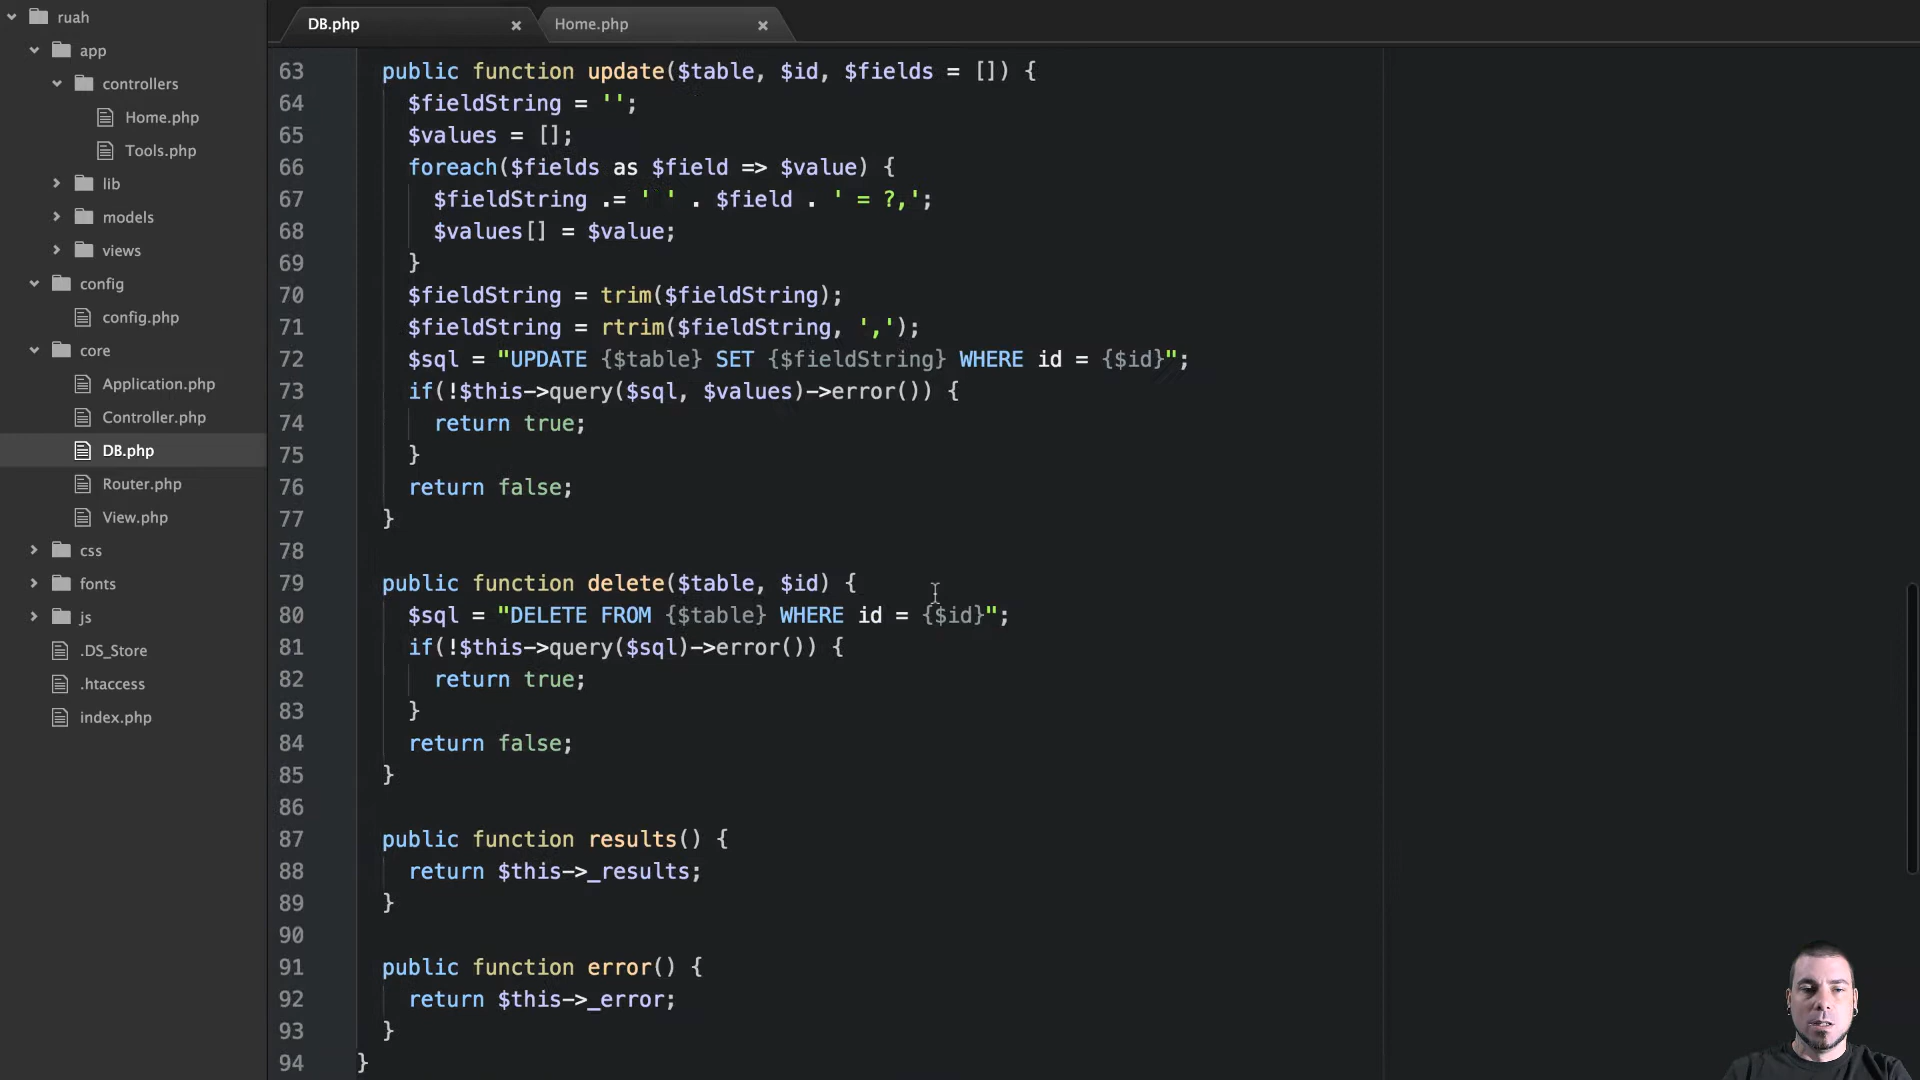 ruah
app
controllers
Home.php
Tools.php
lib
models
views
config
config.php
core
Application.php
Controller.php
DB.php
Router.php
View.php
css
fonts
js
.DS_Store
.htaccess
index.php
DB.php ×
Home.php ×
63 public function update($table, $id, $fields = []) {
64 $fieldString = '';
65 $values = [];
66 foreach($fields as $field => $value) {
67 $fieldString .= ' ' . $field . ' = ?,';
68 $values[] = $value;
69 }
70 $fieldString = trim($fieldString);
71 $fieldString = rtrim($fieldString, ',');
72 $sql = "UPDATE {$table} SET {$fieldString} WHERE id = {$id}";
73 if(!$this->query($sql, $values)->error()) {
74 return true;
75 }
76 return false;
77 }
78
79 public function delete($table, $id) {
80 $sql = "DELETE FROM {$table} WHERE id = {$id}";
81 if(!$this->query($sql)->error()) {
82 return true;
83 }
84 return false;
85 }
86
87 public function results() {
88 return $this->_results;
89 }
90
91 public function error() {
92 return $this->_error;
93 }
94 }